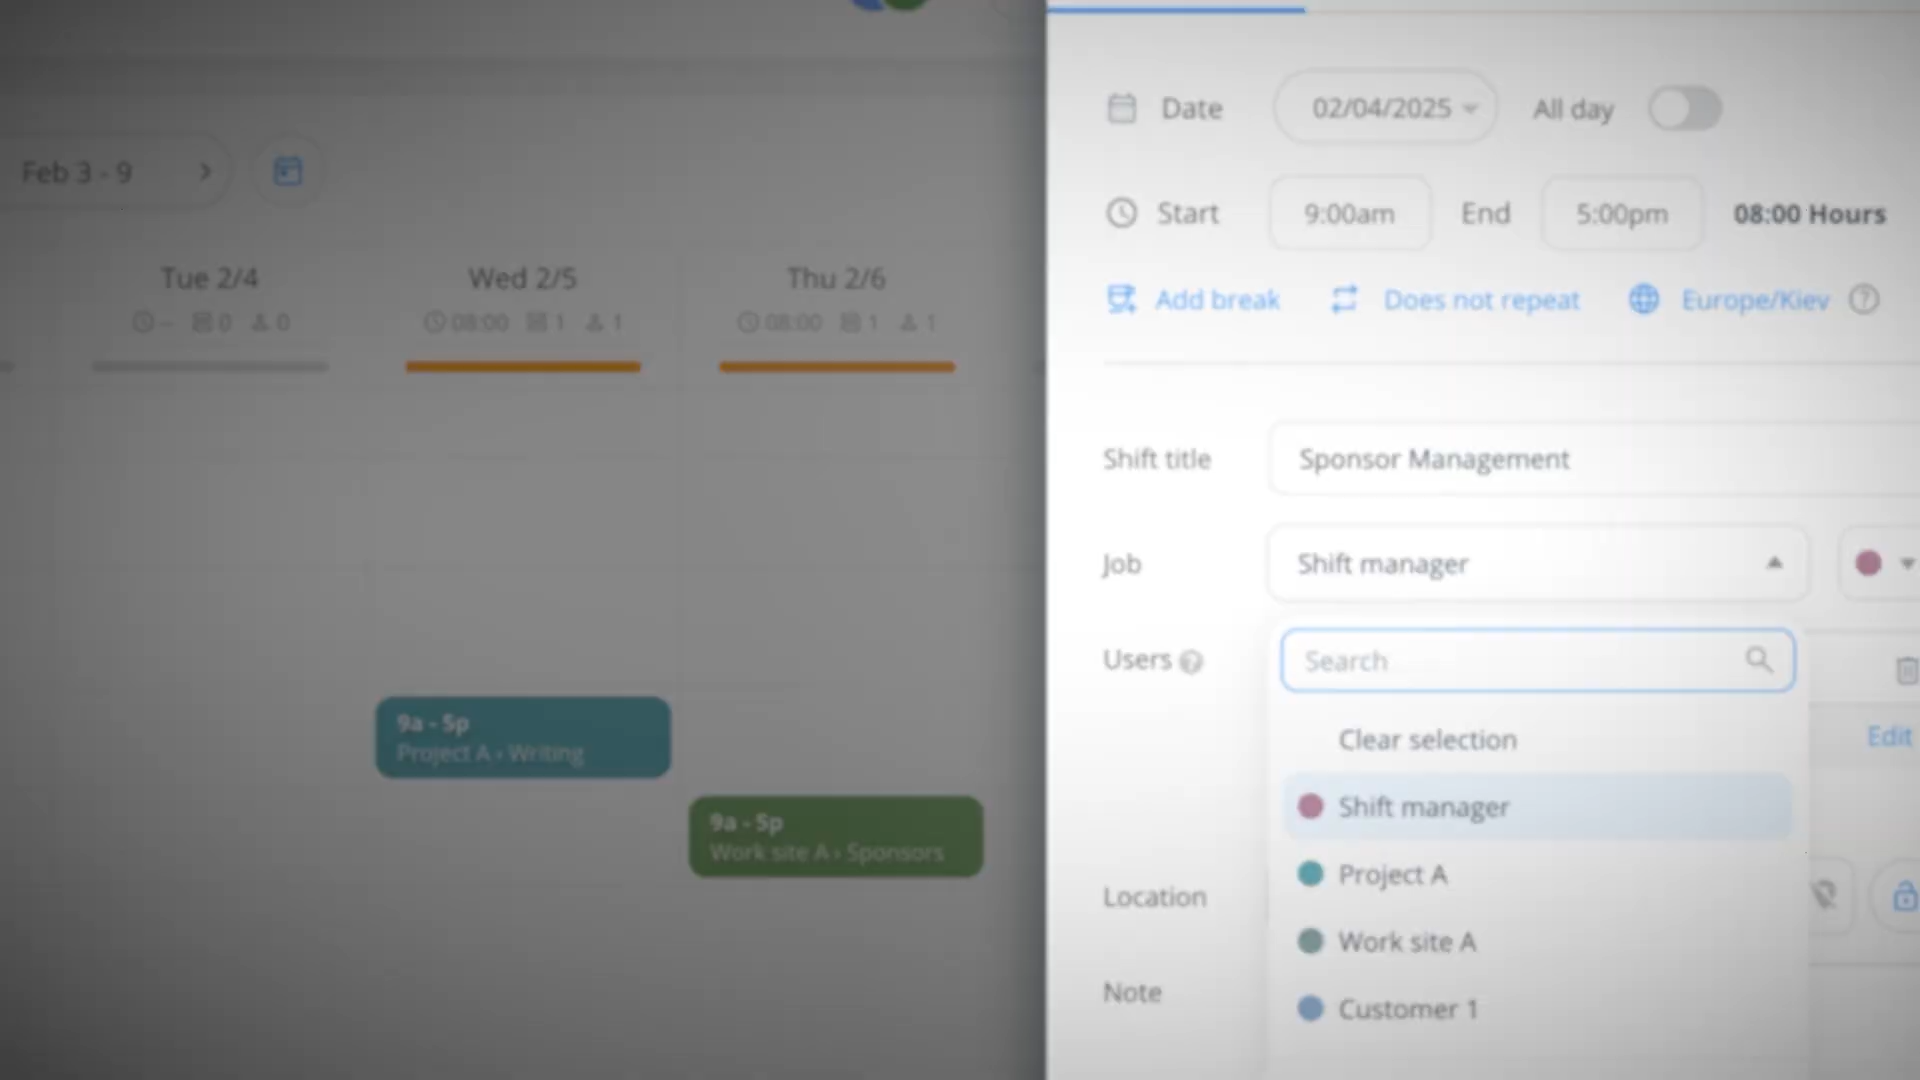 Feb 3 - 9
Tue 2/4
– 0 0
Wed 2/5
08:00 1 1
Thu 2/6
08:00 1 1
9a - 5p
Project A › Writing
9a - 5p
Work site A › Sponsors
Date 02/04/2025 All day
Start 9:00am End 5:00pm 08:00 Hours
Add break Does not repeat Europe/Kiev ?
Shift title Sponsor Management
Job Shift manager
Users ?
Search
Clear selection
Edit
Shift manager
Project A
Location
Work site A
Note
Customer 1